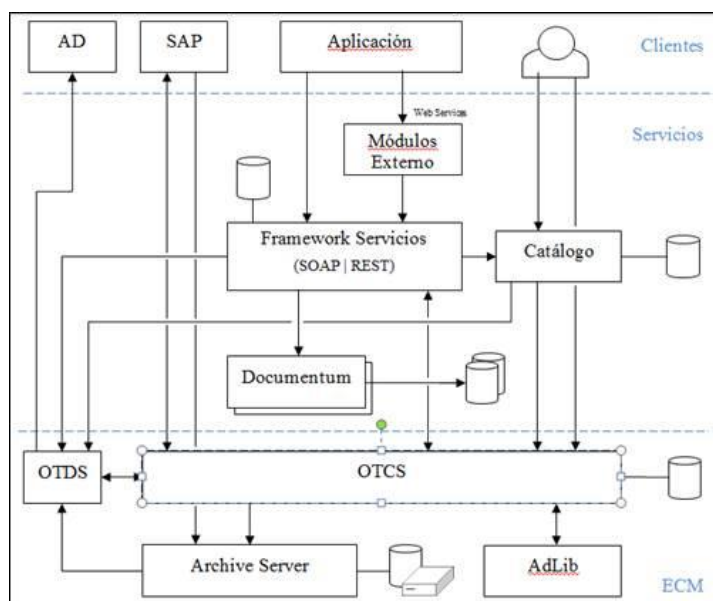 AD
SAP
Aplicación
Clientes
Web Services
Servicios
Módulos
Externo
Framework Servicios
(SOAP | REST)
Catálogo
Documentum
OTDS
OTCS
Archive Server
AdLib
ECM